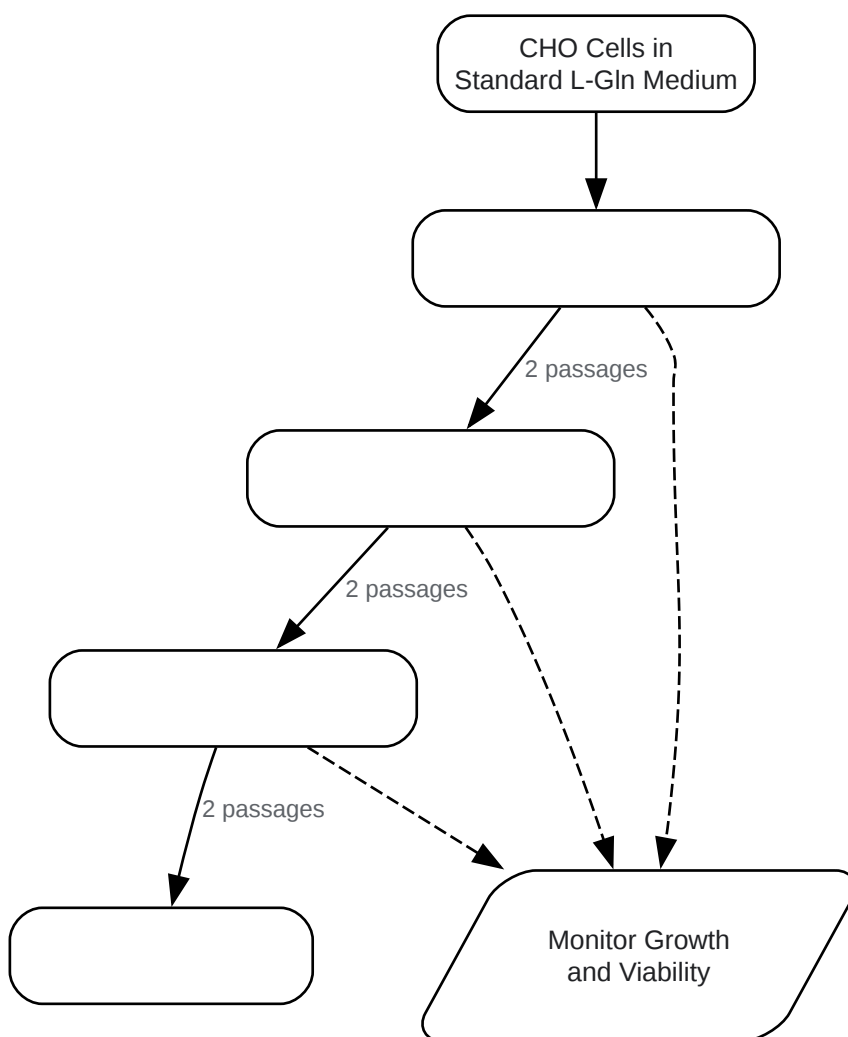 CHO Cells in
Standard L-Gln Medium
2 passages
2 passages
2 passages
Monitor Growth
and Viability